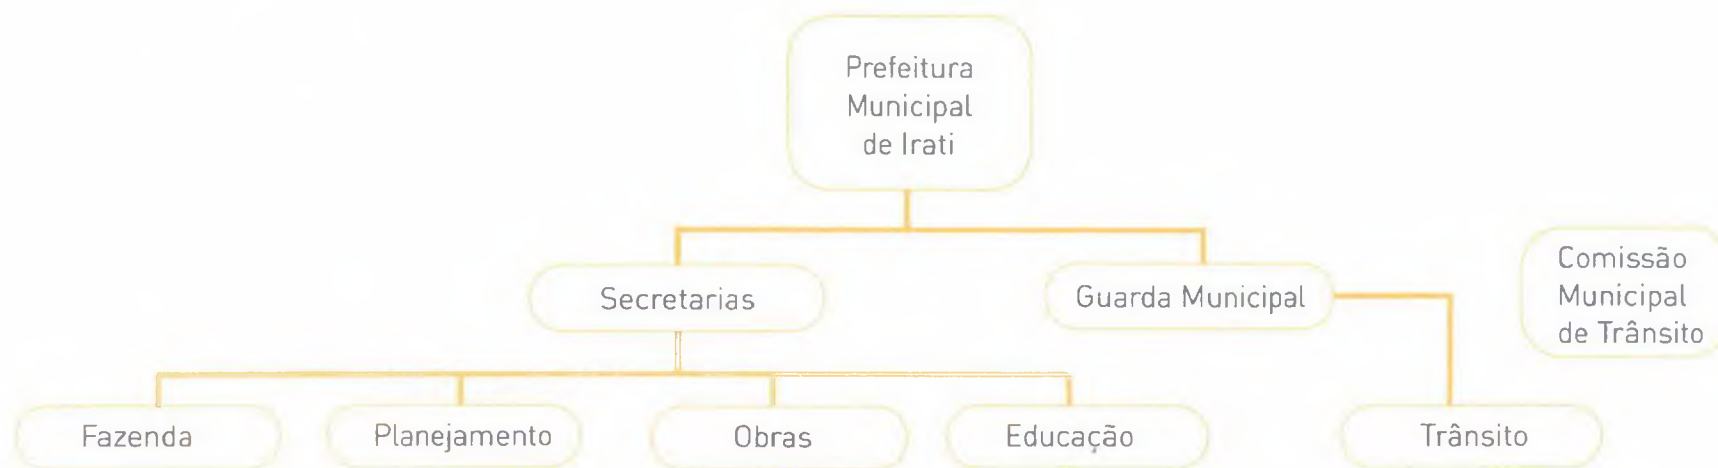 Prefeitura
Municipal
de Irati
Secretarias
Guarda Municipal
Comissão
Municipal
de Trânsito
Fazenda
Planejamento
Obras
Educação
Trânsito